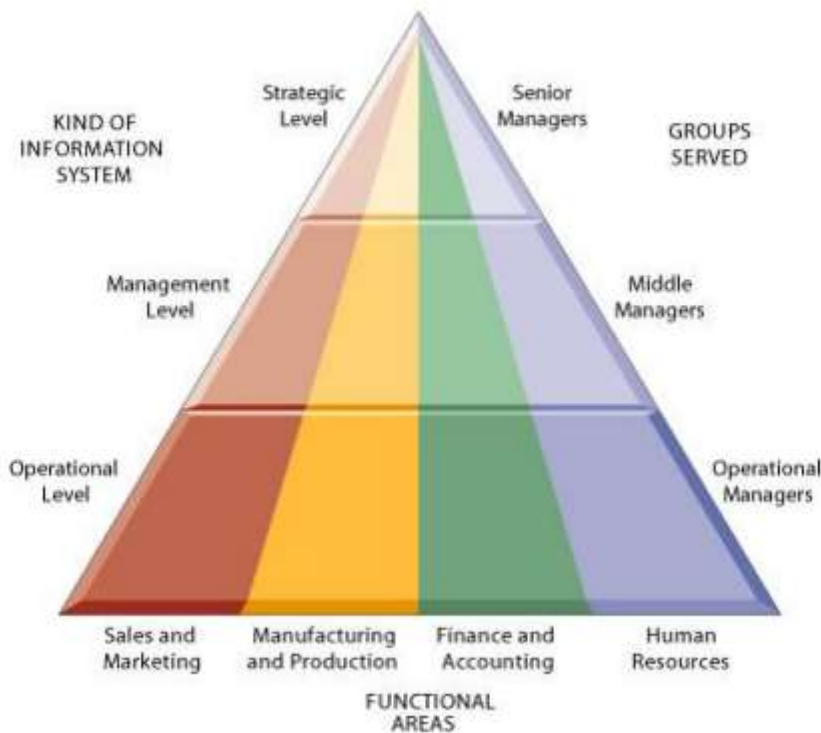 Strategic
Level
Senior
Managers
KIND OF
INFORMATION
SYSTEM
GROUPS
SERVED
Management
Level
Middle
Managers
Operational
Level
Operational
Managers
Sales and
Marketing
Manufacturing
and Production
Finance and
Accounting
Human
Resources
FUNCTIONAL
AREAS